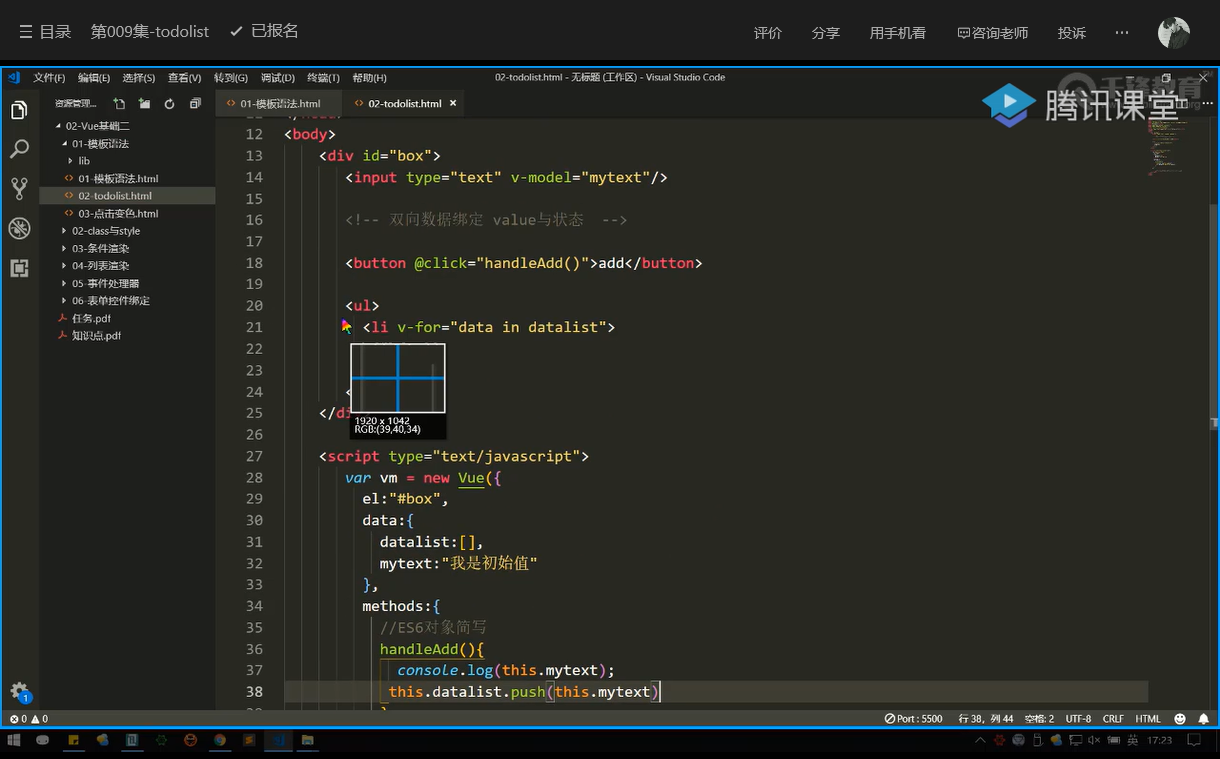 目录 第009集-todolist 已报名 评价 分享 用手机看 咨询老师 投诉 ···
文件(F) 编辑(E) 选择(S) 查看(V) 转到(G) 调试(D) 终端(T) 帮助(H) 02-todolist.html - 无标题 (工作区) - Visual Studio Code
腾讯课堂
资源管理...
01-模板语法.html
02-todolist.html
02-Vue基础二
01-模板语法
lib
01-模板语法.html
02-todolist.html
03-点击变色.html
02-class与style
03-条件渲染
04-列表渲染
05-事件处理器
06-表单控件绑定
任务.pdf
知识点.pdf
12 <body>
13 <div id="box">
14 <input type="text" v-model="mytext"/>
15
16 <!-- 双向数据绑定 value与状态 -->
17
18 <button @click="handleAdd()">add</button>
19
20 <ul>
21 <li v-for="data in datalist">
22
23
24 <
25 </di
26
27 <script type="text/javascript">
28 var vm = new Vue({
29 el:"#box",
30 data:{
31 datalist:[],
32 mytext:"我是初始值"
33 },
34 methods:{
35 //ES6对象简写
36 handleAdd(){
37 console.log(this.mytext);
38 this.datalist.push(this.mytext)
1920 x 1042
RGB:(39,40,34)
1
0 0 Port : 5500 行 38，列 44 空格: 2 UTF-8 CRLF HTML
英 17:23